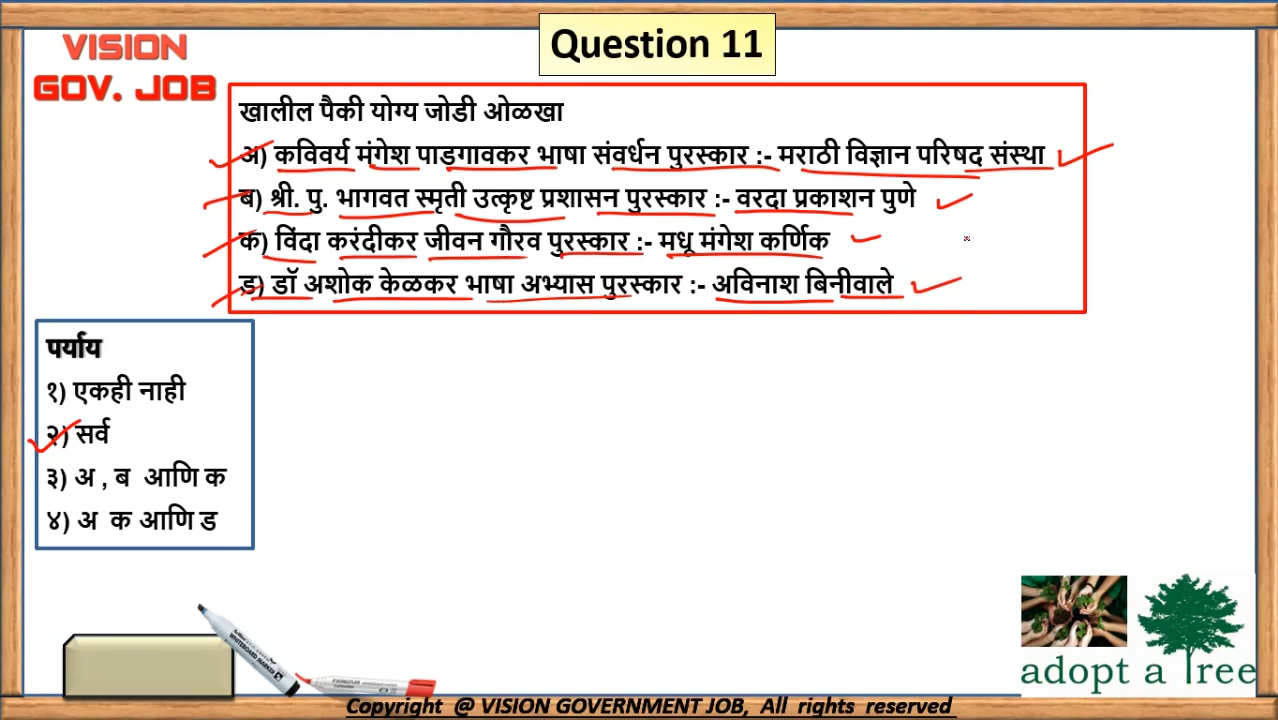 Question 11
VISION
GOV. JOB
खालील पैकी योग्य जोडी ओळखा
अ) कविवर्य मंगेश पाडगावकर भाषा संवर्धन पुरस्कार :- मराठी विज्ञान परिषद संस्था
ब) श्री. पु. भागवत स्मृती उत्कृष्ट प्रशासन पुरस्कार :- वरदा प्रकाशन पुणे
क) विंदा करंदीकर जीवन गौरव पुरस्कार :- मधू मंगेश कर्णिक
ड) डॉ अशोक केळकर भाषा अभ्यास पुरस्कार :- अविनाश बिनीवाले
पर्याय
१) एकही नाही
२) सर्व
३) अ , ब आणि क
४) अ क आणि ड
adopt a Tree
Copyright @ VISION GOVERNMENT JOB, All rights reserved